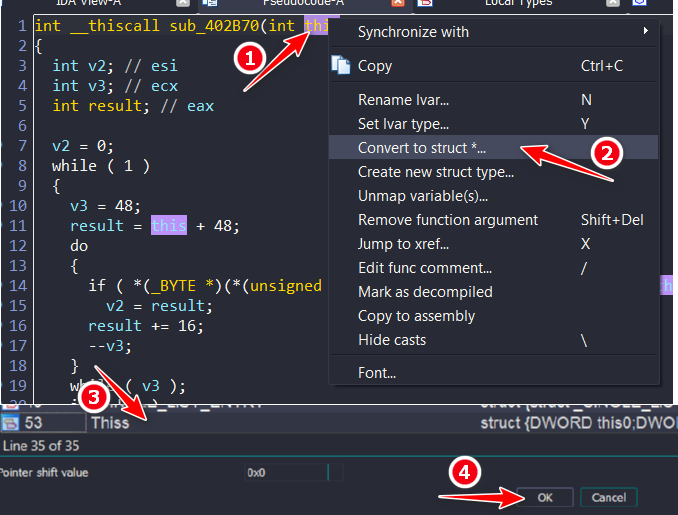 IDA View-A
Pseudocode-A
Local Types
1 int __thiscall sub_402B70(int thi
2 {
3 int v2; // esi
4 int v3; // ecx
5 int result; // eax
6
7 v2 = 0;
8 while ( 1 )
9 {
10 v3 = 48;
11 result = this + 48;
12 do
13 {
14 if ( *(_BYTE *)(*(unsigned
15 v2 = result;
16 result += 16;
17 --v3;
18 }
19 ( v3 );
1
Synchronize with
Copy Ctrl+C
Rename lvar... N
Set lvar type... Y
Convert to struct *...
2
Create new struct type...
Unmap variable(s)...
Remove function argument Shift+Del
Jump to xref... X
Edit func comment... /
Mark as decompiled
Copy to assembly
Hide casts \
Font...
3
53 Thiss struct {DWORD this0;DWO
Line 35 of 35
Pointer shift value 0x0
4
OK Cancel